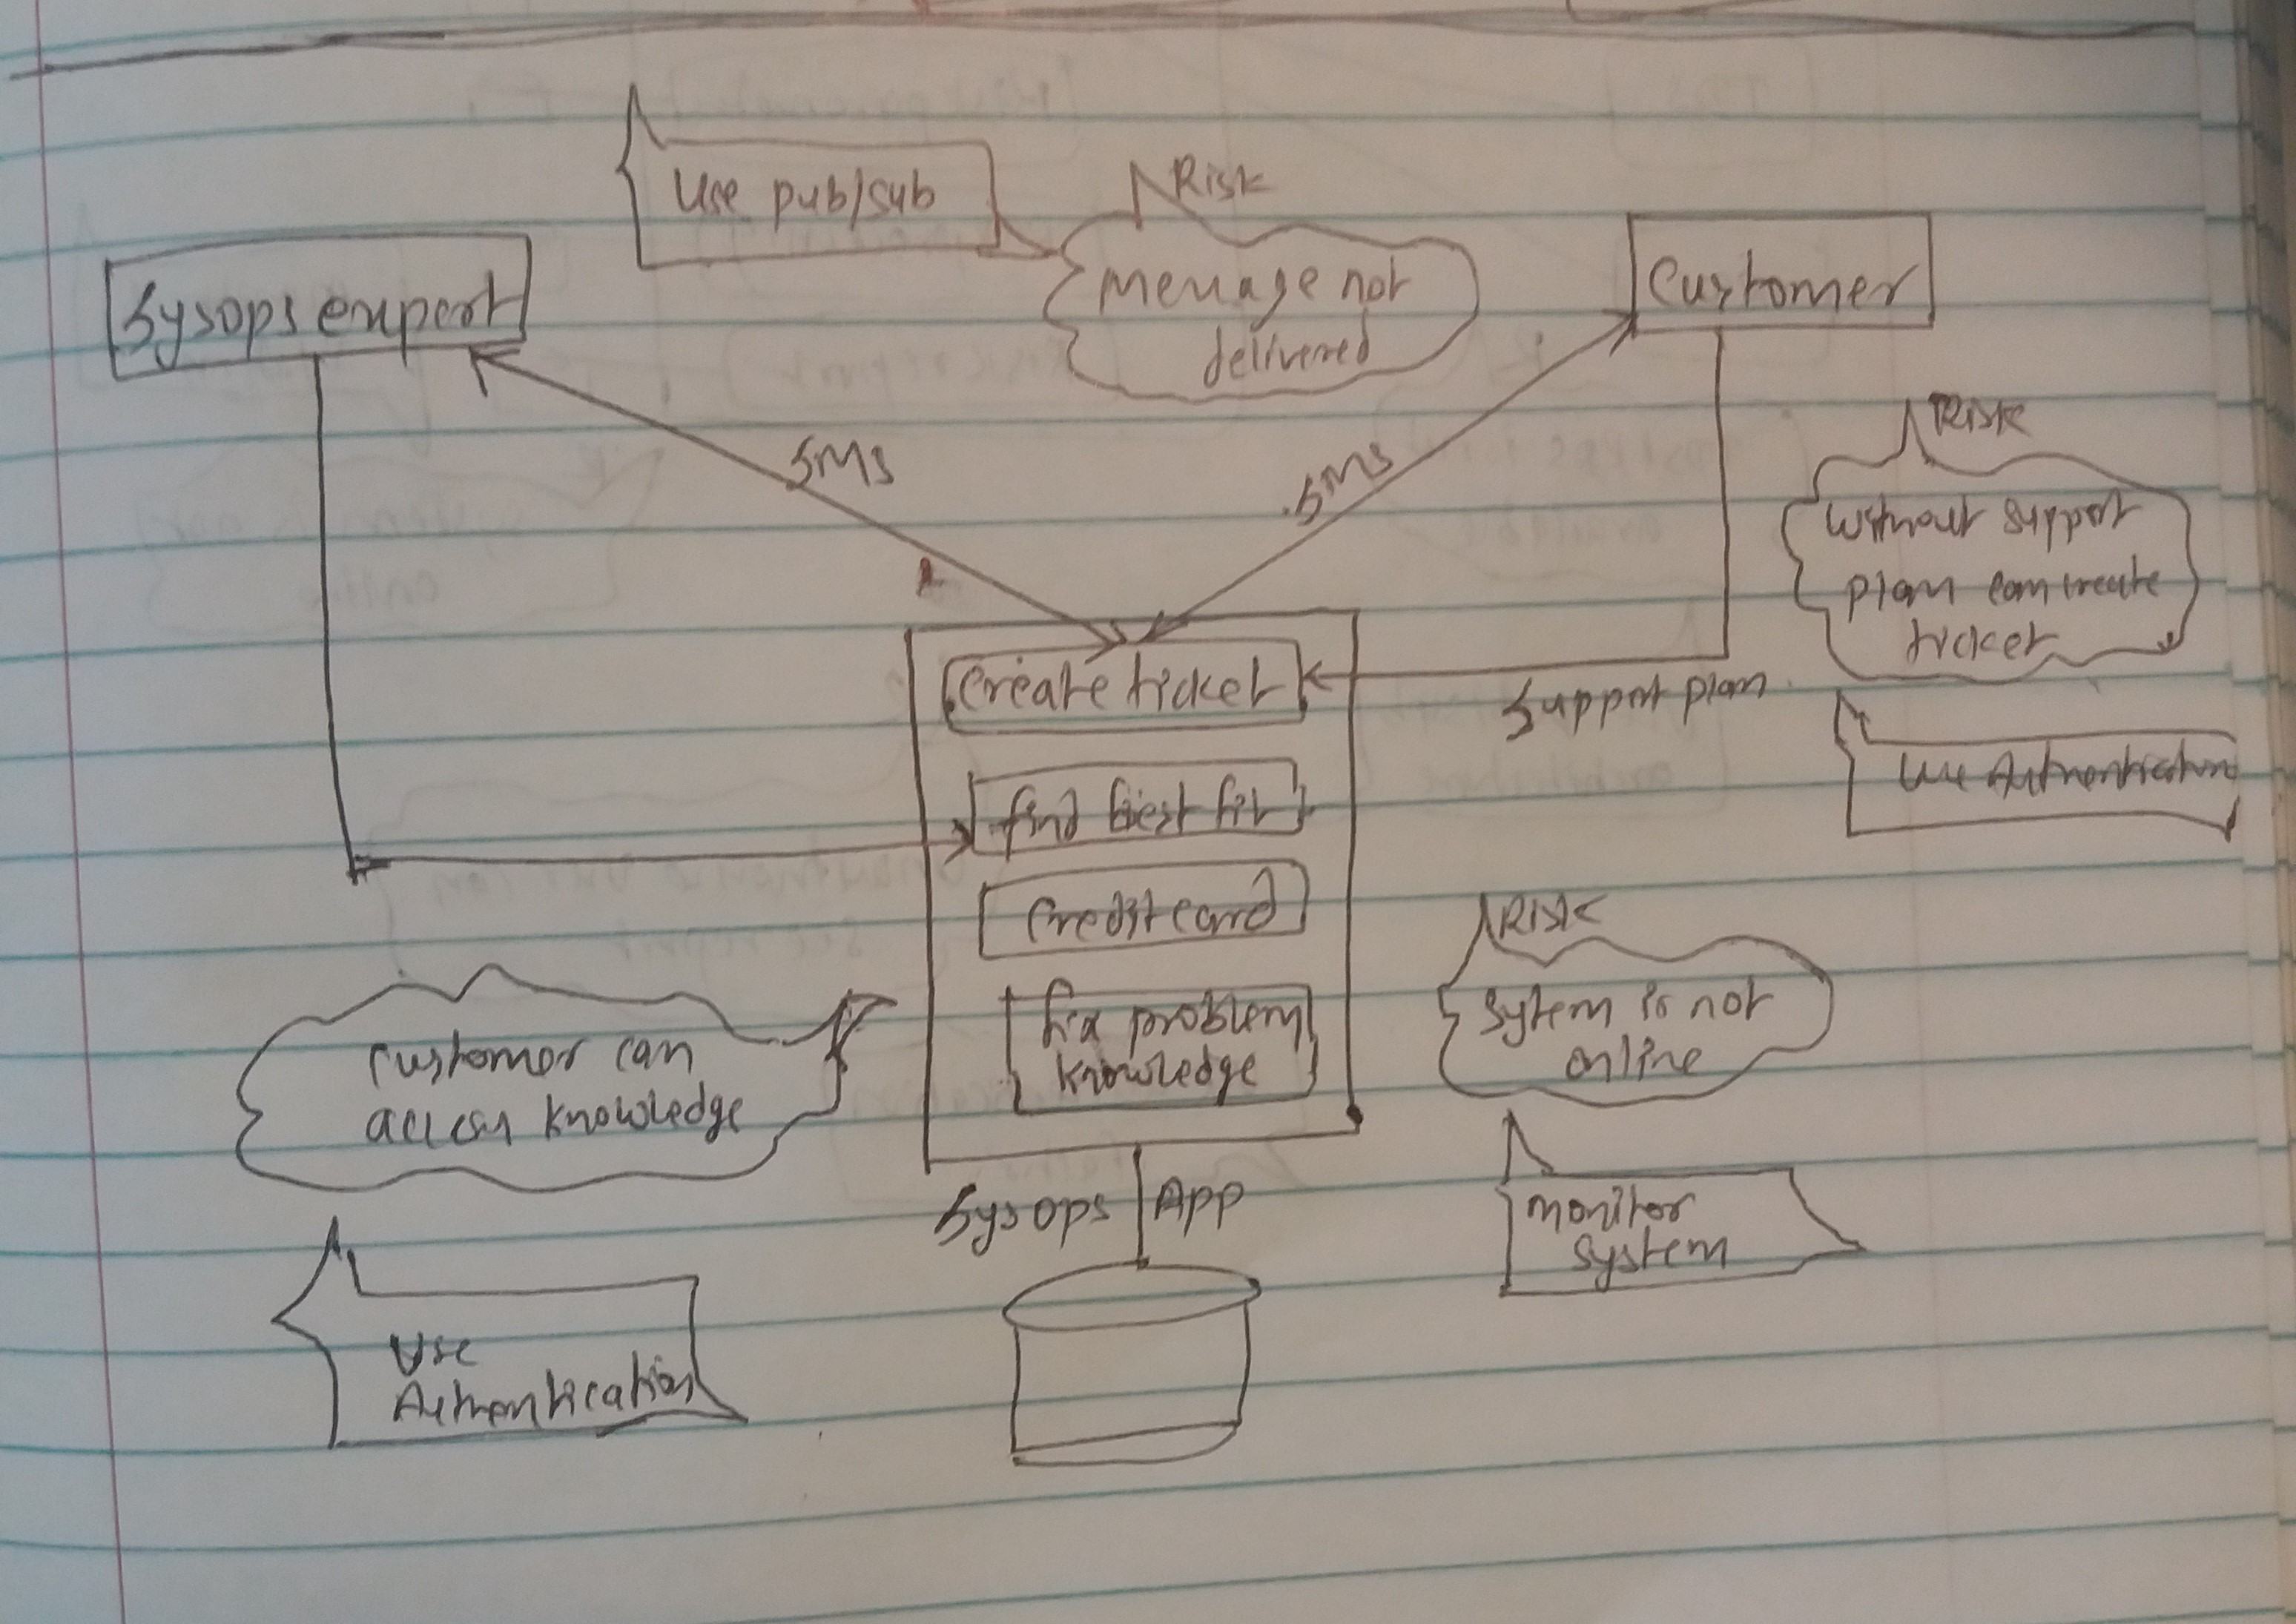 Use pub/sub
Risk
Message not
delivered
Sysops expert
Customer
SMS
SMS
Risk
without support
plan can create
ticket
Create ticket
Support plan
Use Authentication
find best fit
Credit card
Risk
Sytem is not
online
fix problem
knowledge
Customer can
access knowledge
Sysops App
monitor
system
Use
Authentication